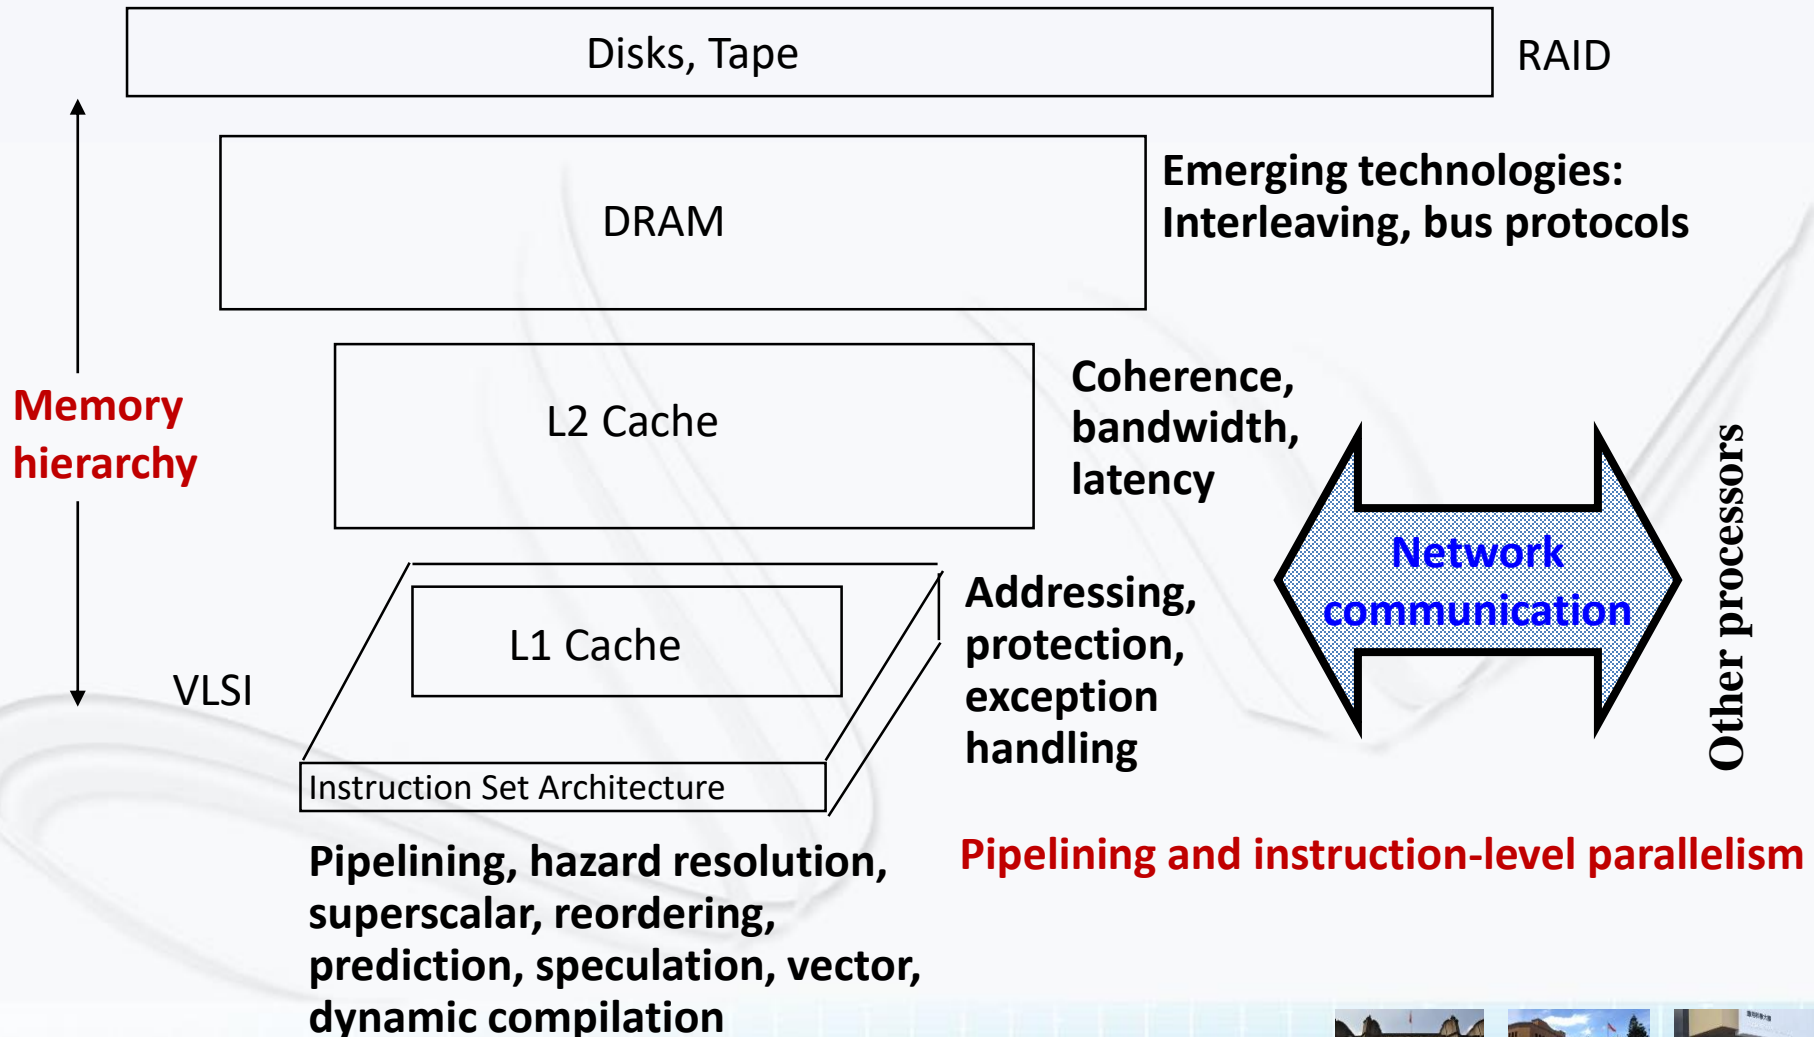 Disks, Tape
RAID
DRAM
Emerging technologies:
Interleaving, bus protocols
Memory
hierarchy
L2 Cache
Coherence,
bandwidth,
latency
Network
communication
Other processors
L1 Cache
Addressing,
protection,
exception
handling
VLSI
Instruction Set Architecture
Pipelining, hazard resolution,
superscalar, reordering,
prediction, speculation, vector,
dynamic compilation
Pipelining and instruction-level parallelism